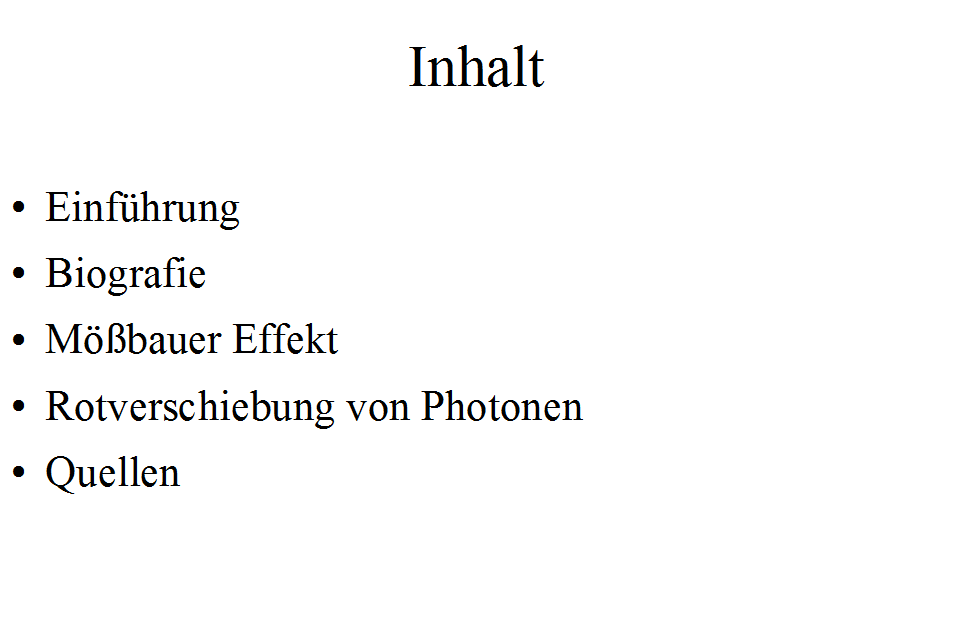 Inhalt
• Einführung
• Biografie
• Mößbauer Effekt
• Rotverschiebung von Photonen
• Quellen